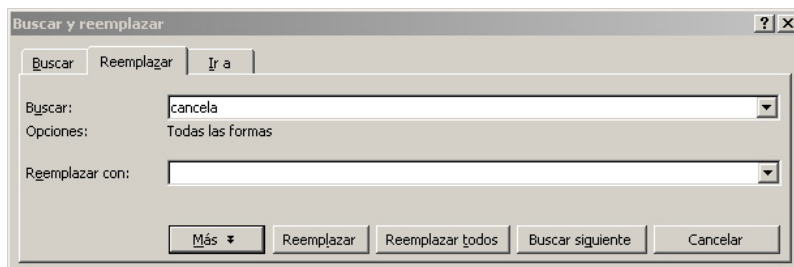 Buscar y reemplazar
Buscar Reemplazar Ir a
Buscar: cancela
Opciones: Todas las formas
Reemplazar con:
Más Reemplazar Reemplazar todos Buscar siguiente Cancelar